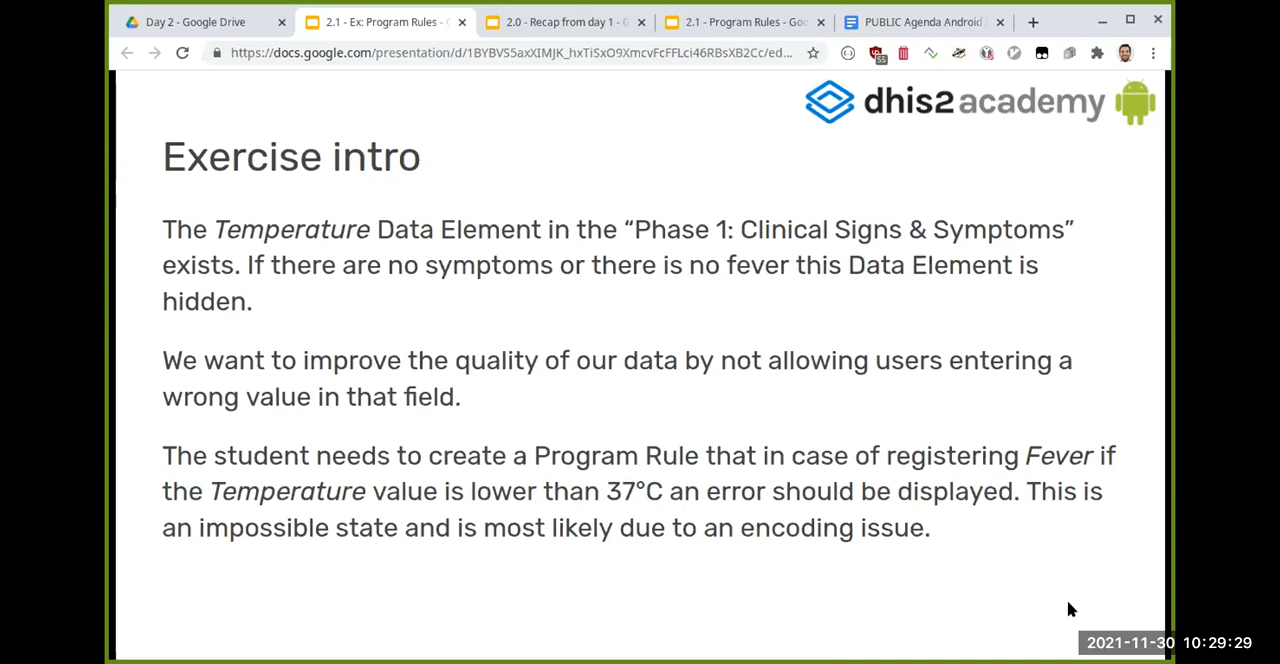 Day 2 - Google Drive
2.1 - Ex: Program Rules - G
2.0 - Recap from day 1 - G
2.1 - Program Rules - Goo
PUBLIC Agenda Android
https://docs.google.com/presentation/d/1BYBVS5axXIMJK_hxTiSxO9XmcvFcFFLci46RBsXB2Cc/ed...
55
dhis2 academy
Exercise intro
The Temperature Data Element in the “Phase 1: Clinical Signs & Symptoms”
exists. If there are no symptoms or there is no fever this Data Element is
hidden.
We want to improve the quality of our data by not allowing users entering a
wrong value in that field.
The student needs to create a Program Rule that in case of registering Fever if
the Temperature value is lower than 37°C an error should be displayed. This is
an impossible state and is most likely due to an encoding issue.
2021-11-30 10:29:29